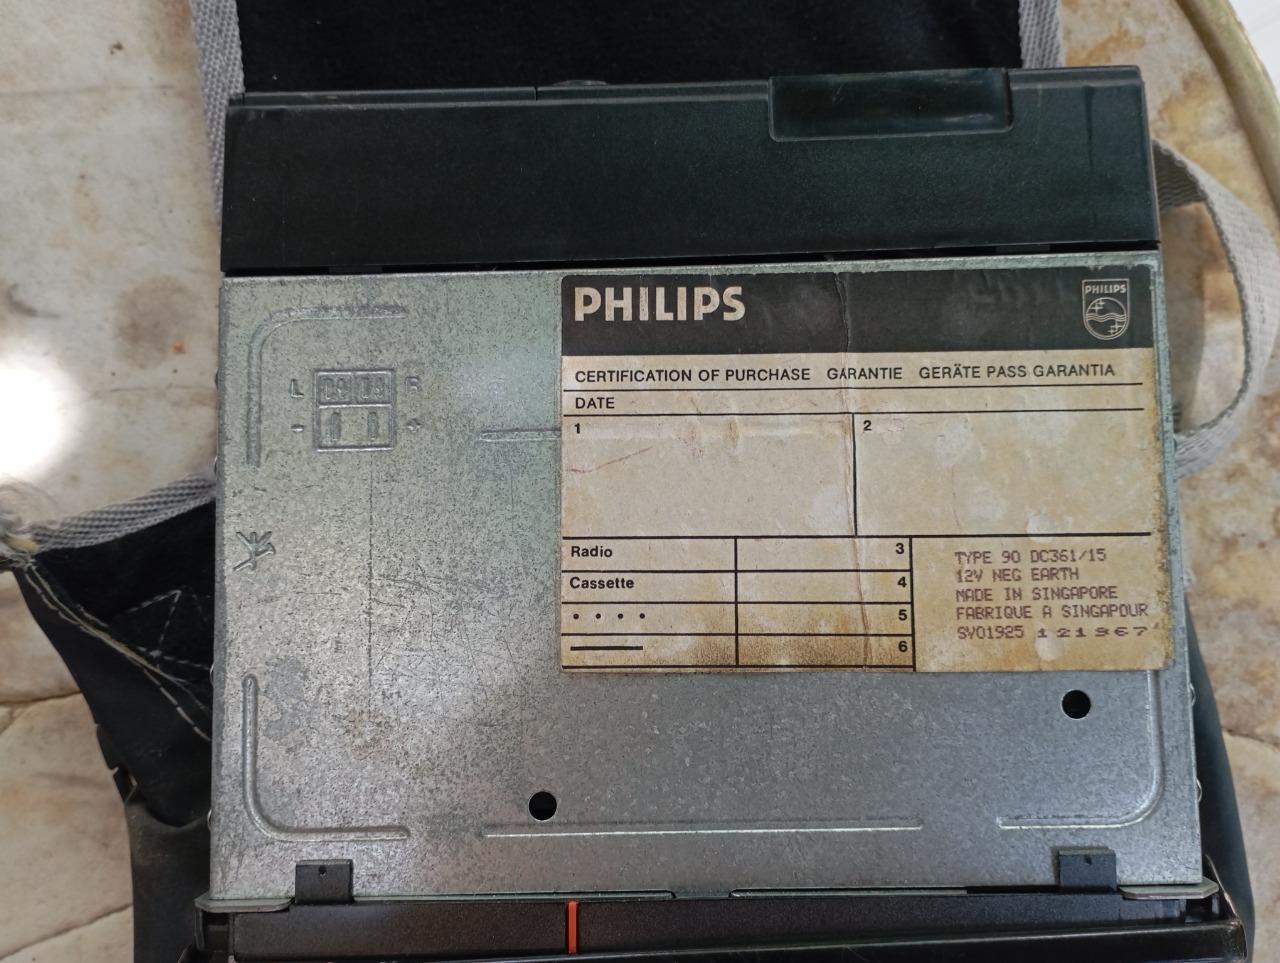 PHILIPS
PHILIPS
CERTIFICATION OF PURCHASE GARANTIE GERÄTE PASS GARANTIA
DATE
1
2
Radio 3
Cassette 4
. . . . 5
6
TYPE 90 DC361/15
12V NEG EARTH
MADE IN SINGAPORE
FABRIQUE A SINGAPOUR
SV01925 121967
L R
- +